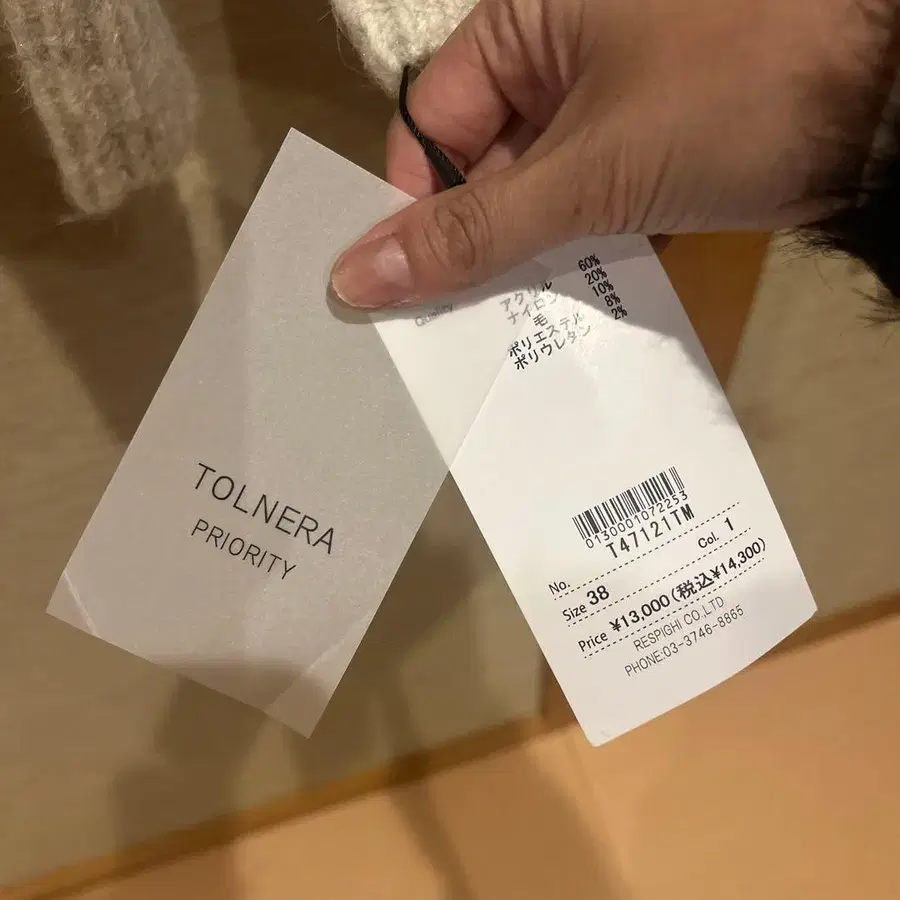 TOLNERA
PRIORITY
Quality
アクリル 60%
ナイロン 20%
毛 10%
ポリエステル 8%
ポリウレタン 2%
0130001072253
T47121TM
No.
Col. 1
Size 38
Price ¥13,000(税込¥14,300)
RESPIGHI CO.,LTD
PHONE:03-3746-8865